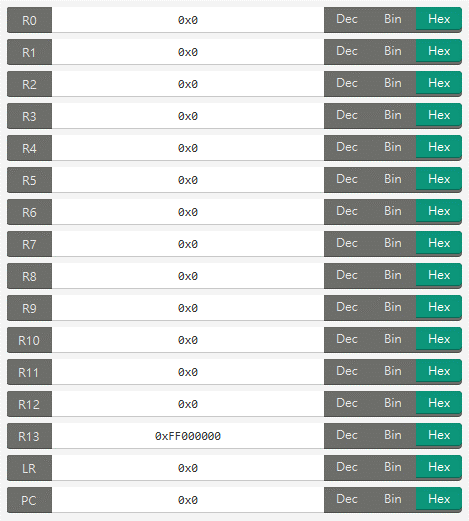 R0 0x0 Dec Bin Hex
R1 0x0 Dec Bin Hex
R2 0x0 Dec Bin Hex
R3 0x0 Dec Bin Hex
R4 0x0 Dec Bin Hex
R5 0x0 Dec Bin Hex
R6 0x0 Dec Bin Hex
R7 0x0 Dec Bin Hex
R8 0x0 Dec Bin Hex
R9 0x0 Dec Bin Hex
R10 0x0 Dec Bin Hex
R11 0x0 Dec Bin Hex
R12 0x0 Dec Bin Hex
R13 0xFF000000 Dec Bin Hex
LR 0x0 Dec Bin Hex
PC 0x0 Dec Bin Hex